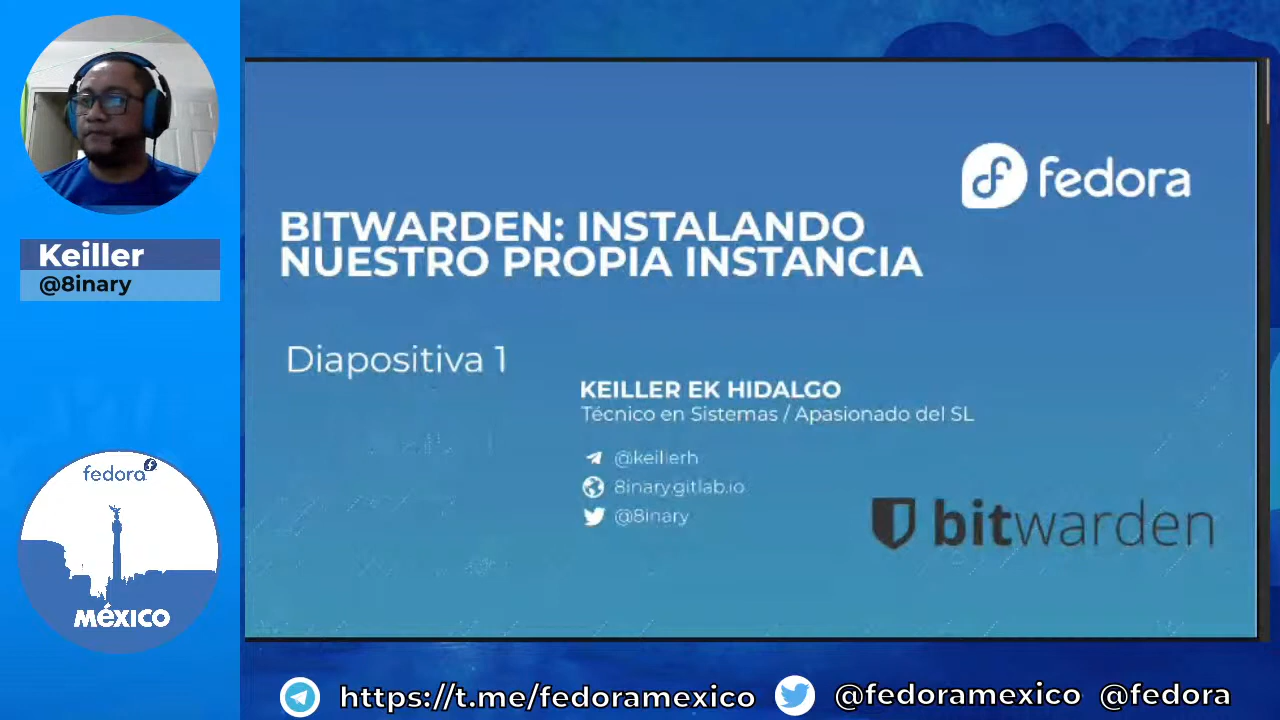 Keiller
@8inary
fedora
MÉXICO
fedora
BITWARDEN: INSTALANDO
NUESTRO PROPIA INSTANCIA
Diapositiva 1
KEILLER EK HIDALGO
Técnico en Sistemas / Apasionado del SL
@keillerh
8inary.gitlab.io
@8inary
bitwarden
https://t.me/fedoramexico @fedoramexico @fedora